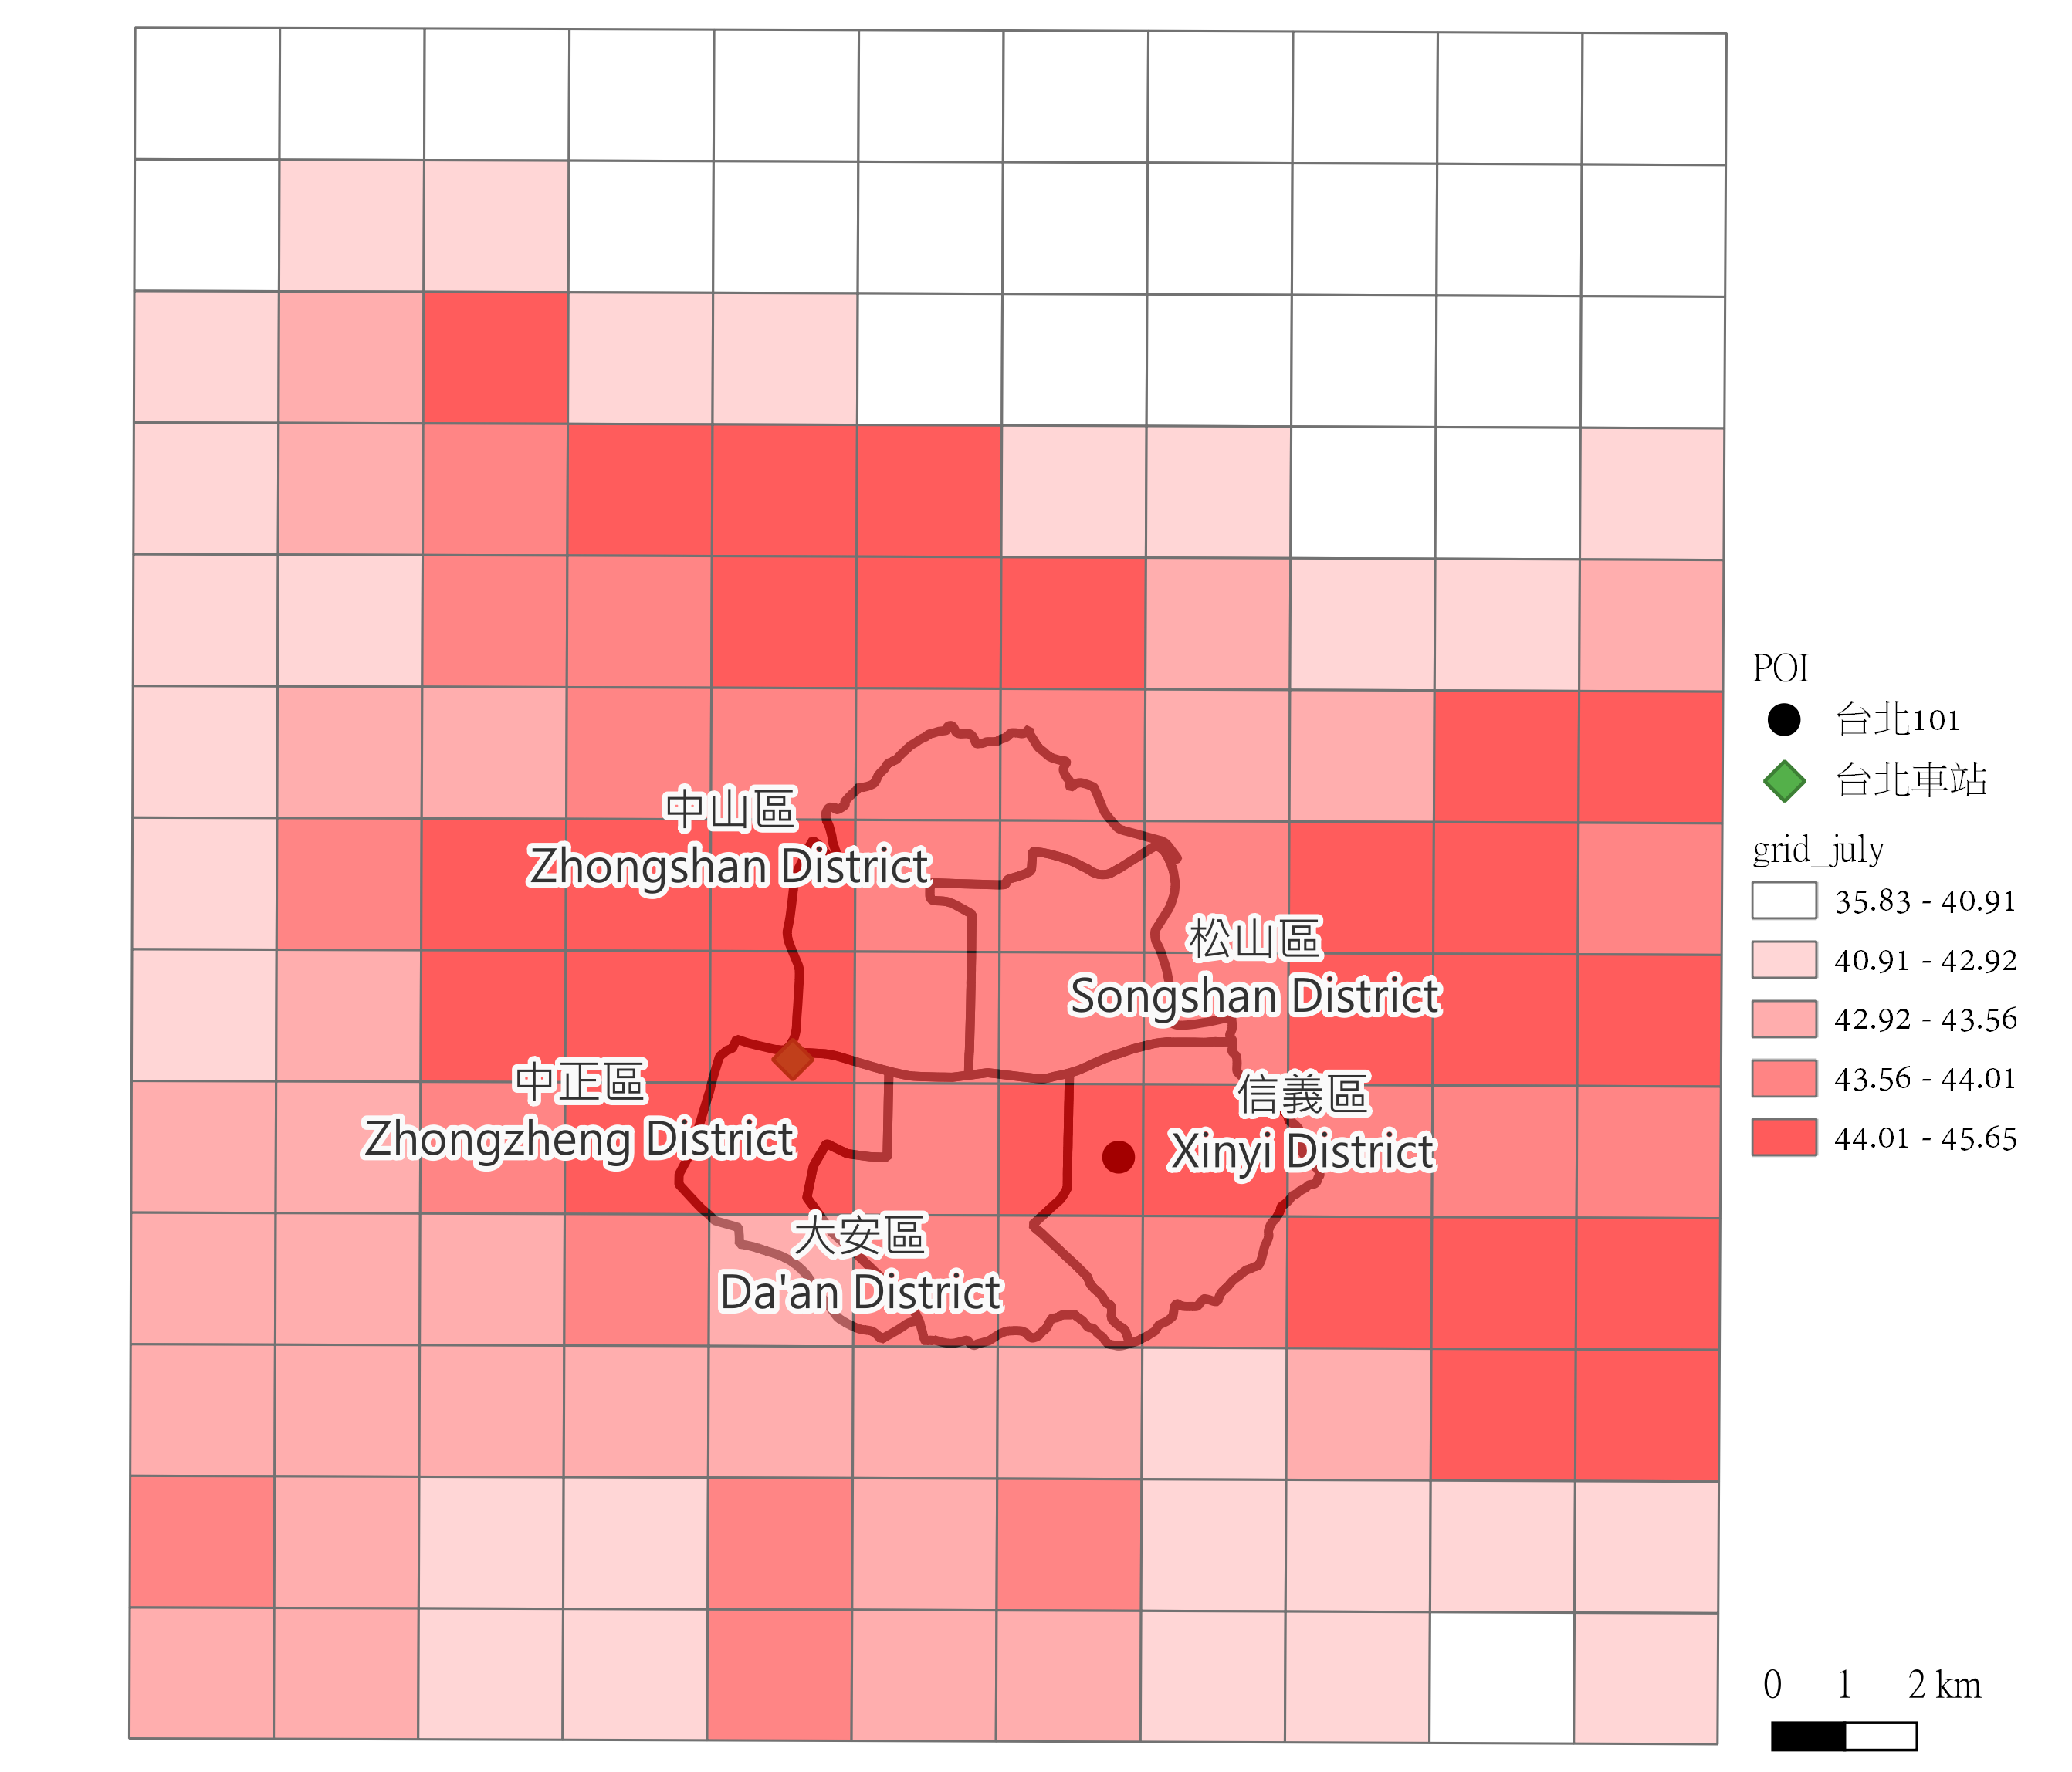 中山區
Zhongshan District
松山區
Songshan District
中正區
Zhongzheng District
信義區
Xinyi District
大安區
Da'an District
POI
台北101
台北車站
grid_july
35.83 - 40.91
40.91 - 42.92
42.92 - 43.56
43.56 - 44.01
44.01 - 45.65
0 1 2 km